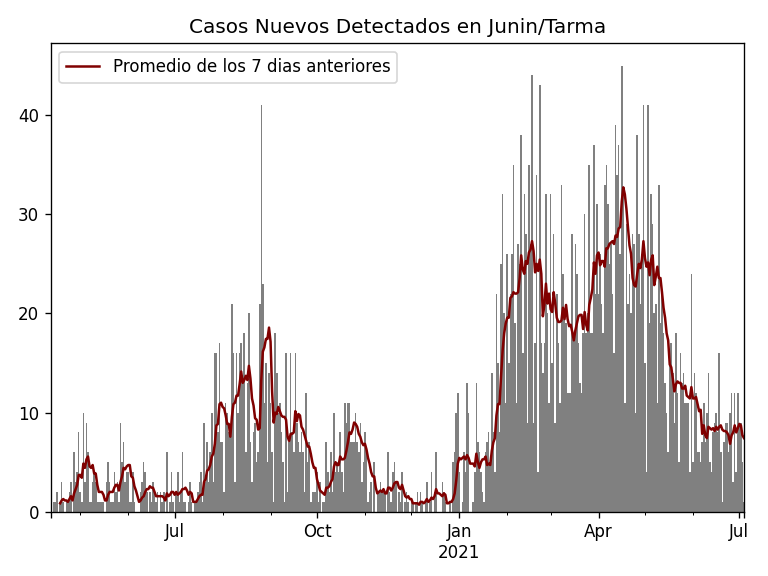 Casos Nuevos Detectados en Junin/Tarma
Promedio de los 7 dias anteriores
40
30
20
10
0
Jul
Oct
Jan
Apr
Jul
2021